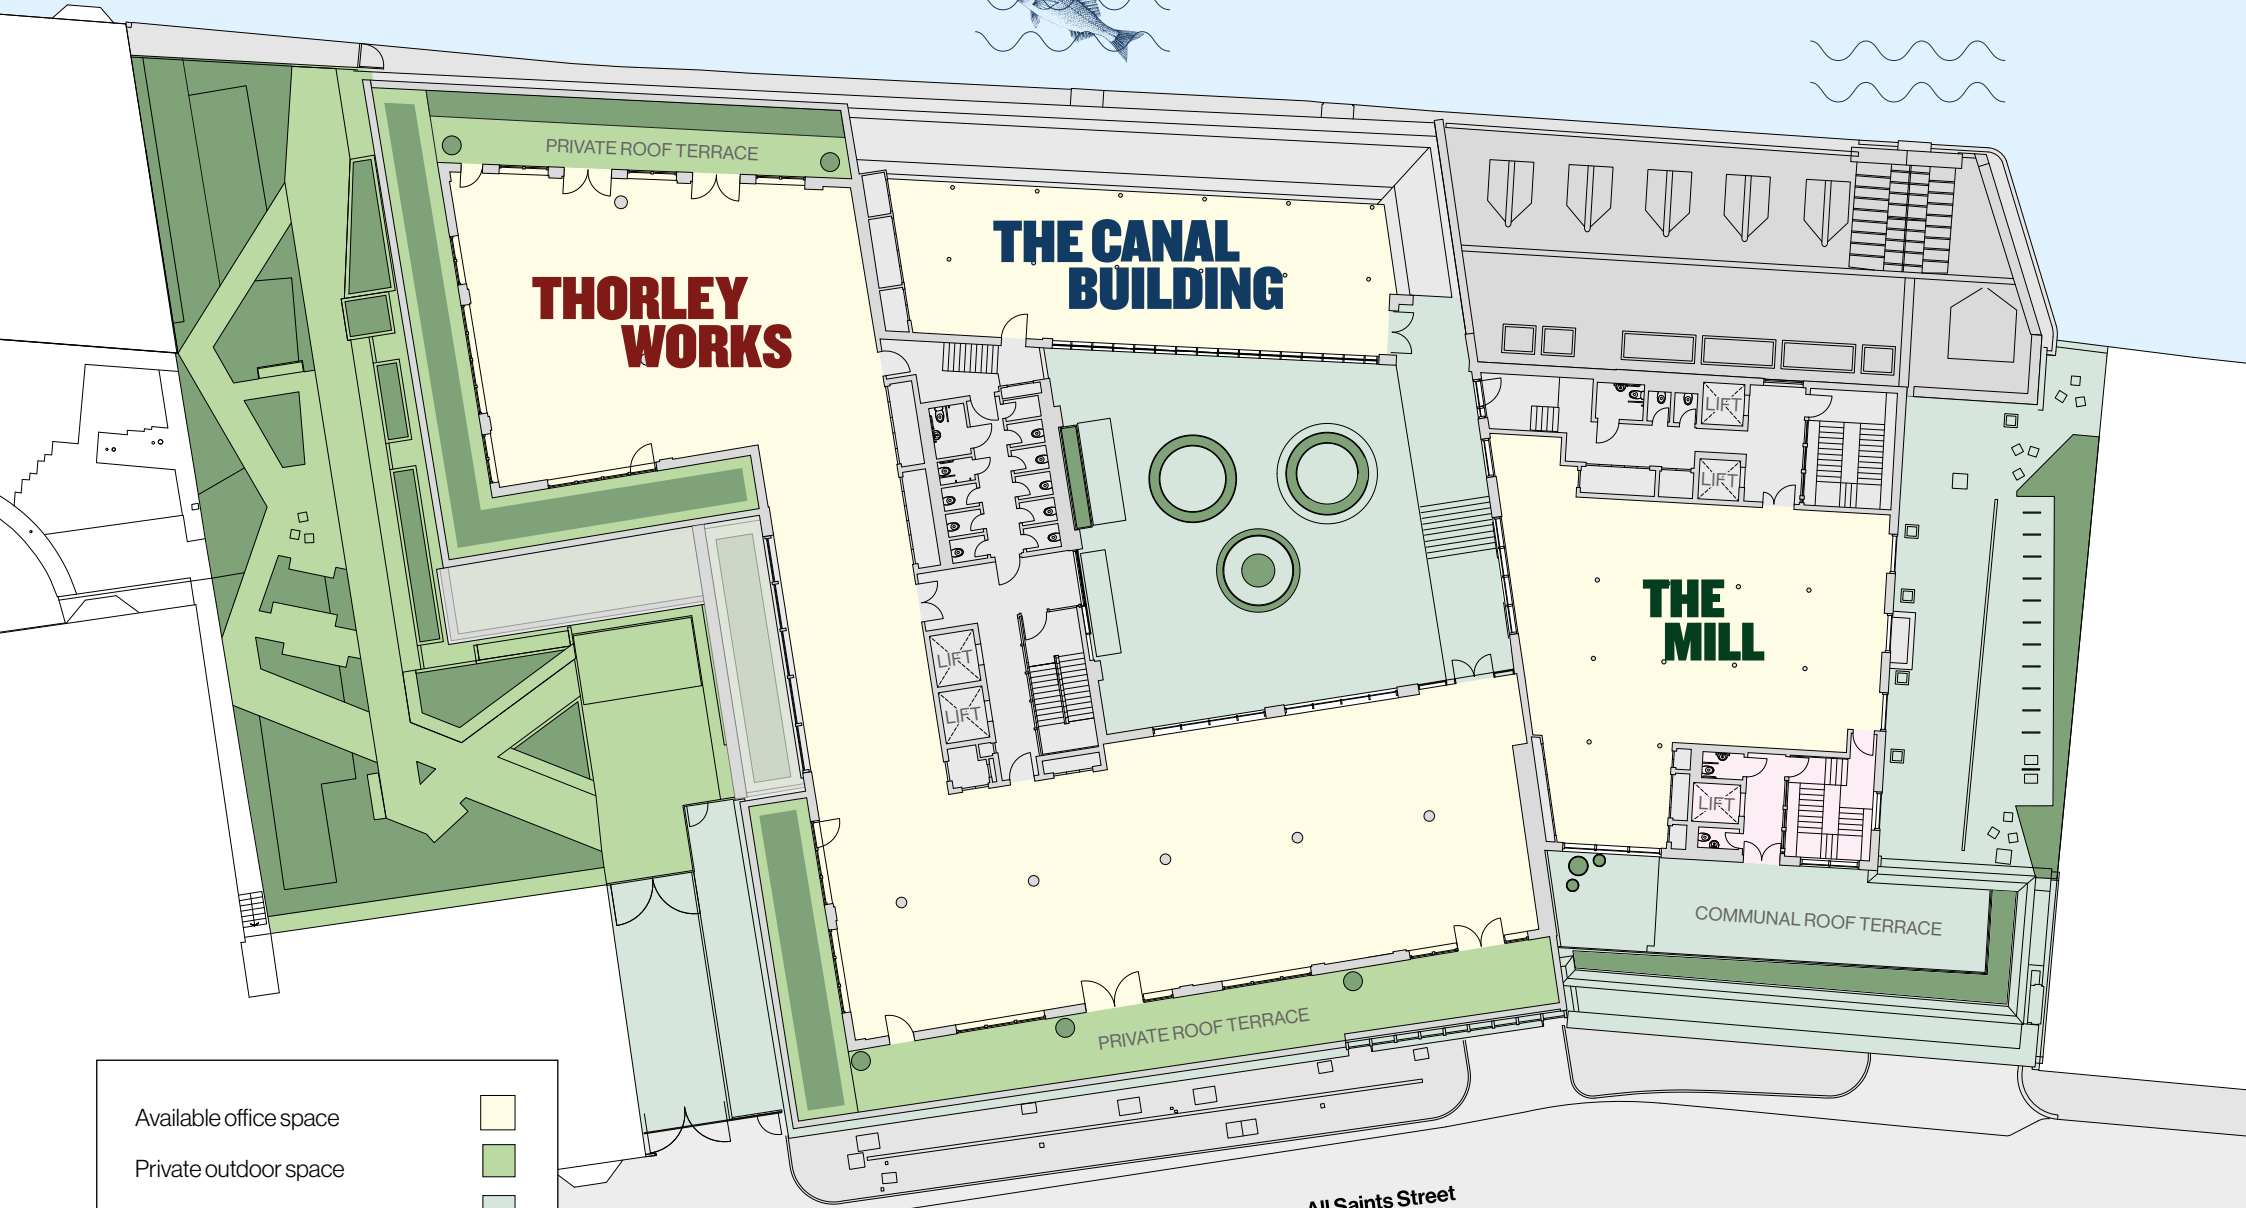 PRIVATE ROOF TERRACE
THE CANAL
BUILDING
THORLEY
WORKS
LIFT
LIFT
THE
MILL
LIFT
LIFT
LIFT
COMMUNAL ROOF TERRACE
PRIVATE ROOF TERRACE
Available office space
Private outdoor space
All Saints Street